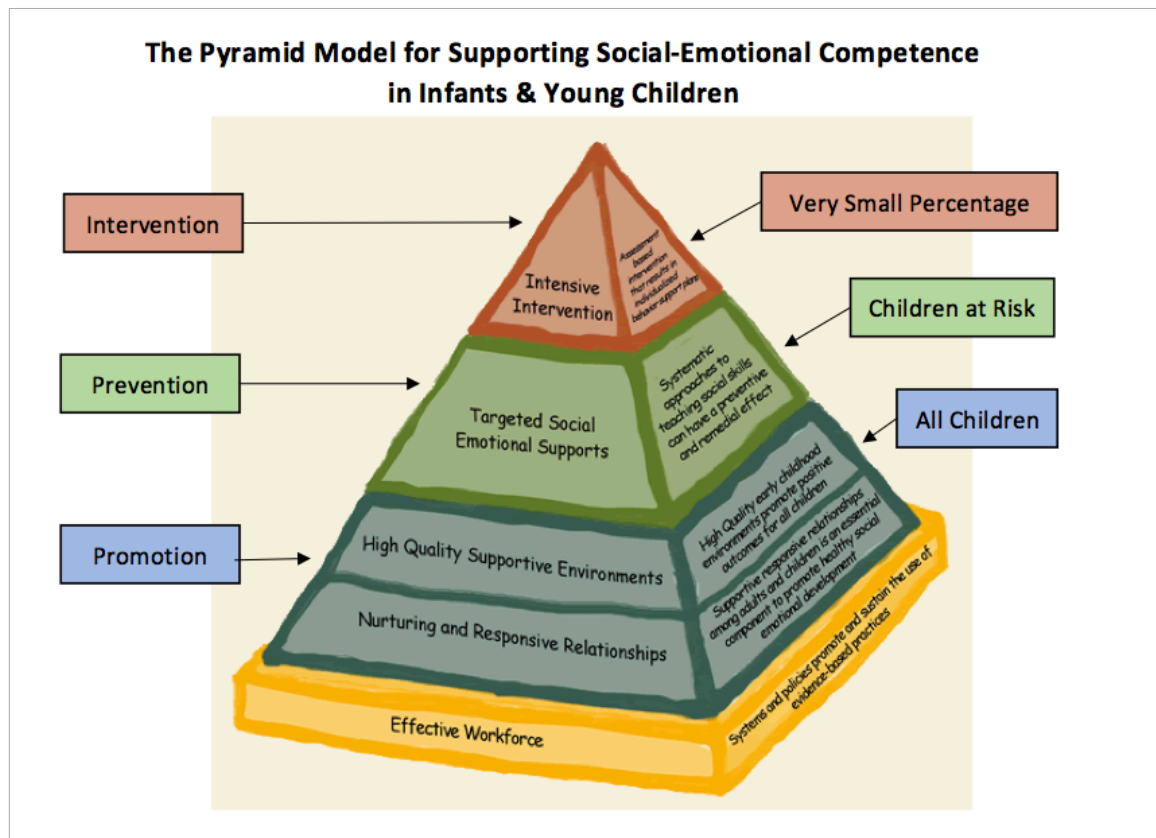 The Pyramid Model for Supporting Social-Emotional Competence
in Infants & Young Children
Intervention
Very Small Percentage
Intensive
Intervention
Assessment
based
intervention
that results in
individualized
behavior support plans
Children at Risk
Prevention
Targeted Social
Emotional Supports
Systematic
approaches to
teaching social skills
can have a preventive
and remedial effect
All Children
Promotion
High Quality Supportive Environments
High Quality early childhood
environments promote positive
outcomes for all children
Nurturing and Responsive Relationships
Supportive responsive relationships
among adults and children is an essential
component to promote healthy social
emotional development
Effective Workforce
Systems and policies promote and sustain the use of
evidence-based practices